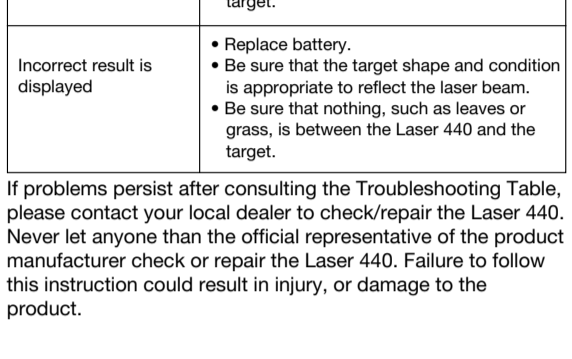 target.
Incorrect result is
displayed
• Replace battery.
• Be sure that the target shape and condition
is appropriate to reflect the laser beam.
• Be sure that nothing, such as leaves or
grass, is between the Laser 440 and the
target.
If problems persist after consulting the Troubleshooting Table,
please contact your local dealer to check/repair the Laser 440.
Never let anyone than the official representative of the product
manufacturer check or repair the Laser 440. Failure to follow
this instruction could result in injury, or damage to the
product.